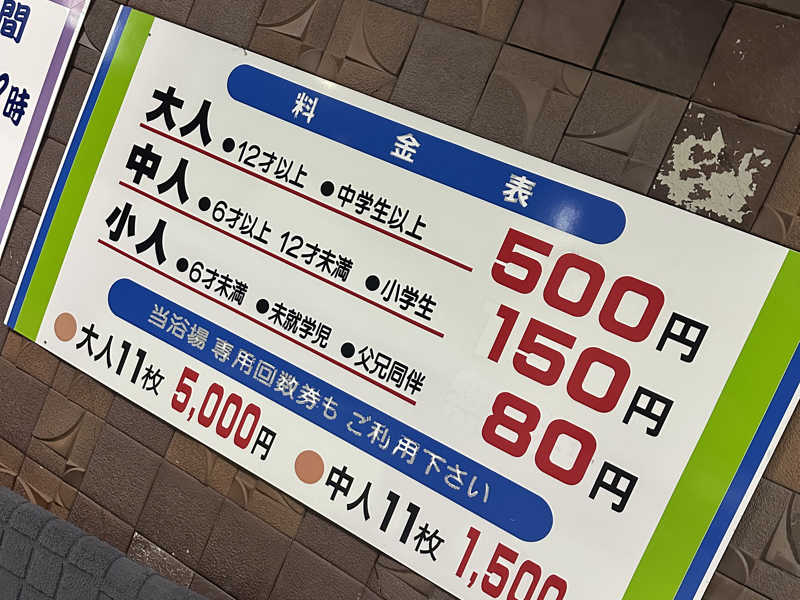 間
2時
料金表
大人 ●12才以上 ●中学生以上 500円
中人 ●6才以上 12才未満 ●小学生 150円
小人 ●6才未満 ●未就学児 ●父兄同伴 80円
当浴場専用回数券もご利用下さい
●大人11枚 5,000円 ●中人11枚 1,500